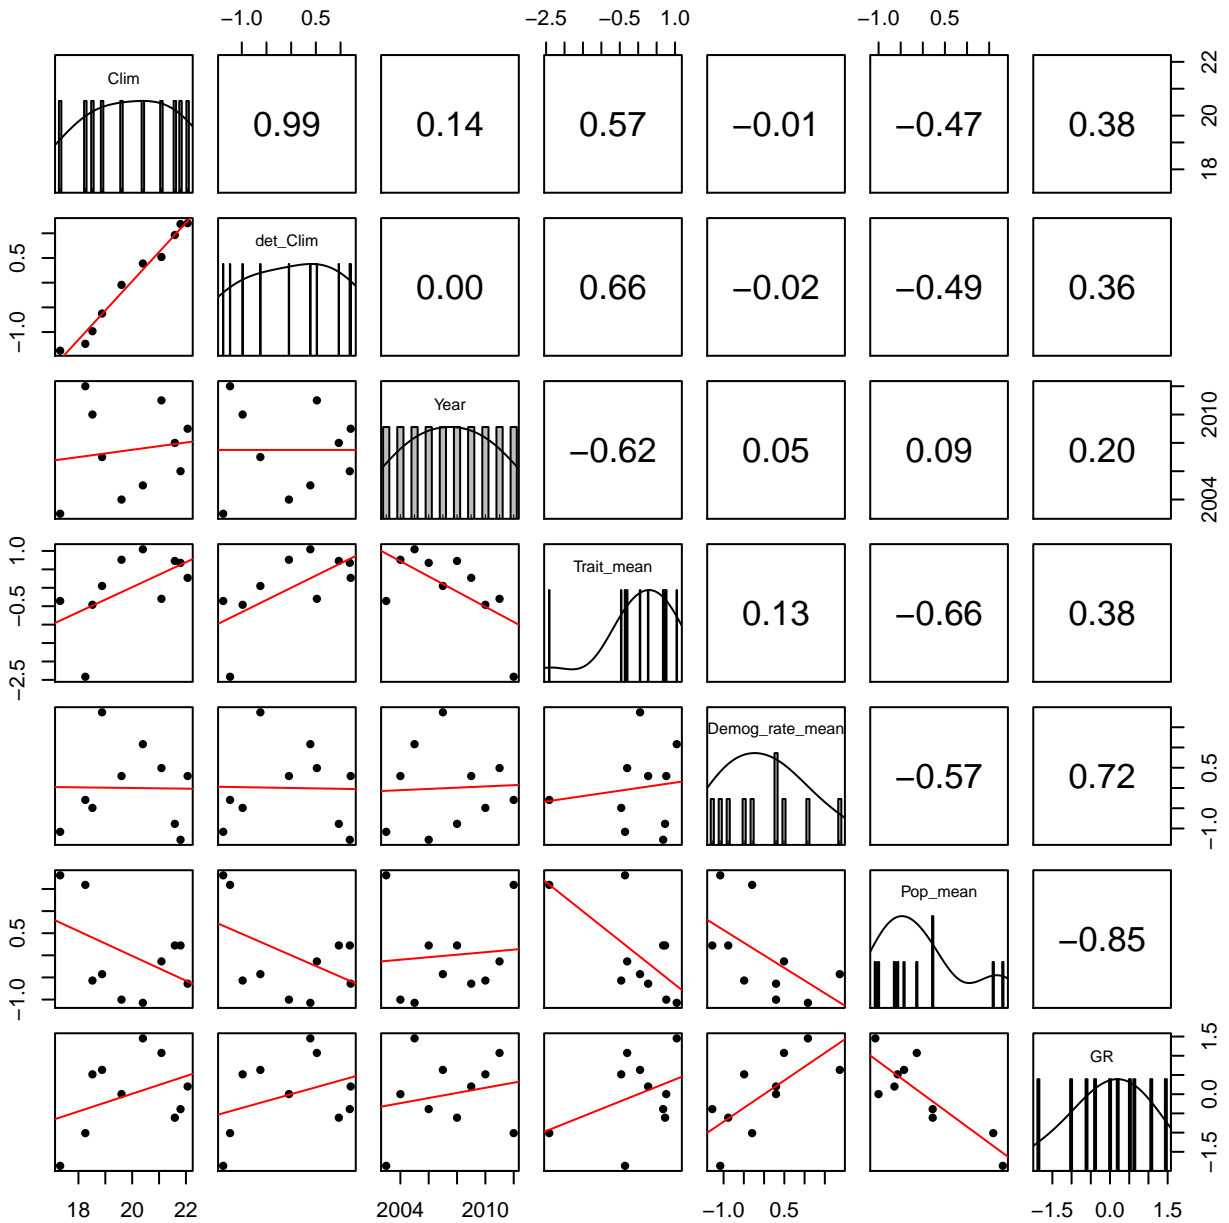 −1.0 0.5 −2.5 −0.5 1.0 −1.0 0.5
Clim 0.99 0.14 0.57 −0.01 −0.47 0.38 18 20 22
−1.0 0.5 det_Clim 0.00 0.66 −0.02 −0.49 0.36
Year −0.62 0.05 0.09 0.20 2004 2010
−2.5 −0.5 1.0 Trait_mean 0.13 −0.66 0.38
Demog_rate_mean −0.57 0.72 −1.0 0.5
−1.0 0.5 Pop_mean −0.85
GR −1.5 0.0 1.5
18 20 22 2004 2010 −1.0 0.5 −1.5 0.0 1.5